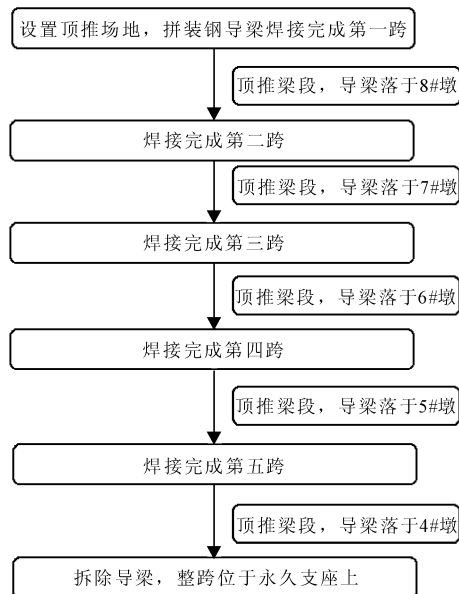 设置顶推场地，拼装钢导梁焊接完成第一跨
顶推梁段，导梁落于8#墩
焊接完成第二跨
顶推梁段，导梁落于7#墩
焊接完成第三跨
顶推梁段，导梁落于6#墩
焊接完成第四跨
顶推梁段，导梁落于5#墩
焊接完成第五跨
顶推梁段，导梁落于4#墩
拆除导梁，整跨位于永久支座上